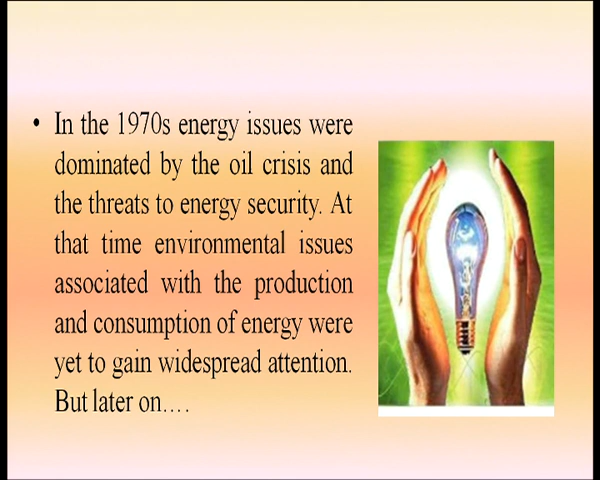 • In the 1970s energy issues were
dominated by the oil crisis and
the threats to energy security. At
that time environmental issues
associated with the production
and consumption of energy were
yet to gain widespread attention.
But later on….